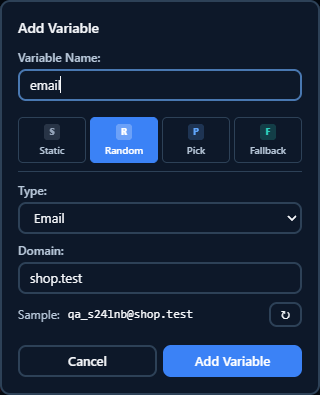 Add Variable
Variable Name:
email
S R P F
Static Random Pick Fallback
Type:
Email
Domain:
shop.test
Sample: qa_s24lnb@shop.test ↻
Cancel Add Variable